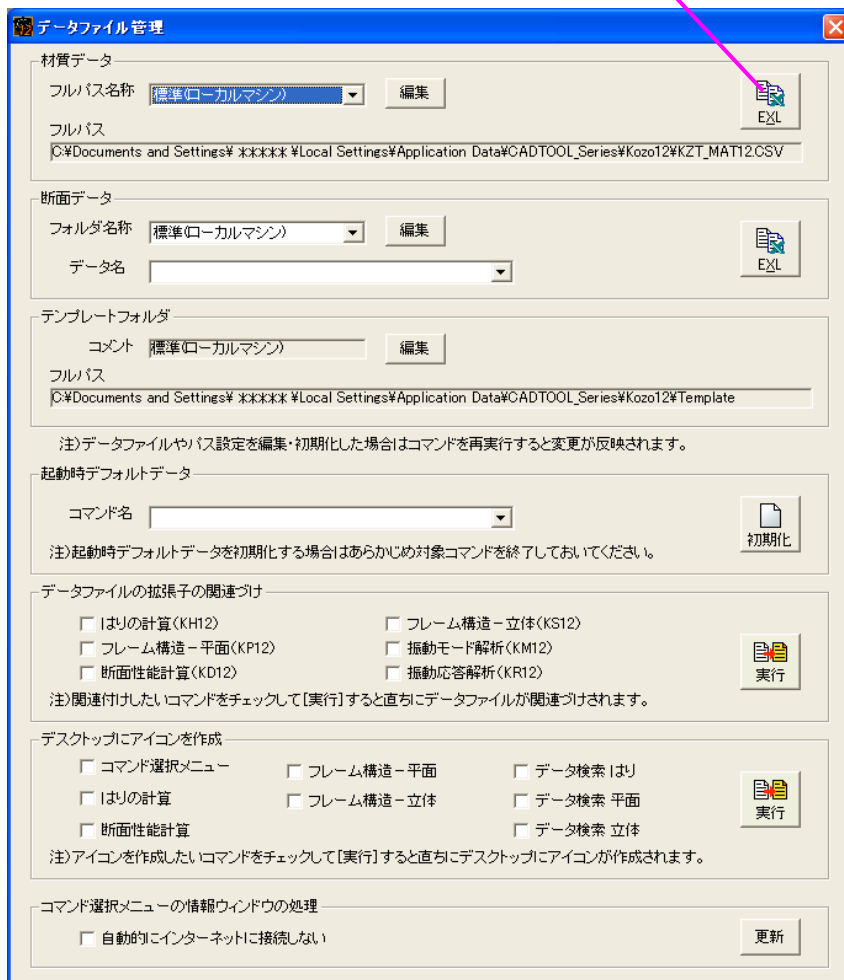 データファイル管理
材質データ
フルパス名称 標準(ローカルマシン) 編集
EXL
フルパス
C:¥Documents and Settings¥ ***** ¥Local Settings¥Application Data¥CADTOOL_Series¥Kozo12¥KZT_MAT12.CSV
断面データ
フォルダ名称 標準(ローカルマシン) 編集
データ名
EXL
テンプレートフォルダ
コメント 標準(ローカルマシン) 編集
フルパス
C:¥Documents and Settings¥ ***** ¥Local Settings¥Application Data¥CADTOOL_Series¥Kozo12¥Template
注)データファイルやパス設定を編集・初期化した場合はコマンドを再実行すると変更が反映されます。
起動時デフォルトデータ
コマンド名
初期化
注)起動時デフォルトデータを初期化する場合はあらかじめ対象コマンドを終了しておいてください。
データファイルの拡張子の関連づけ
はりの計算(KH12) フレーム構造-立体(KS12)
フレーム構造-平面(KP12) 振動モード解析(KM12)
断面性能計算(KD12) 振動応答解析(KR12)
実行
注)関連付けしたいコマンドをチェックして[実行]すると直ちにデータファイルが関連づけされます。
デスクトップにアイコンを作成
コマンド選択メニュー フレーム構造-平面 データ検索 はり
はりの計算 フレーム構造-立体 データ検索 平面
断面性能計算 データ検索 立体
実行
注)アイコンを作成したいコマンドをチェックして[実行]すると直ちにデスクトップにアイコンが作成されます。
コマンド選択メニューの情報ウィンドウの処理
自動的にインターネットに接続しない 更新